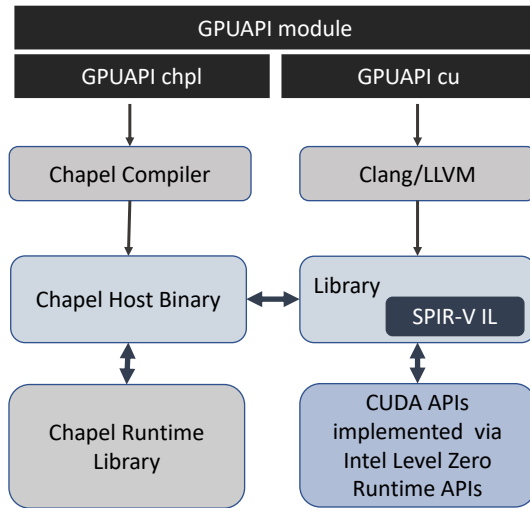 GPUAPI module
GPUAPI chpl
GPUAPI cu
Chapel Compiler
Clang/LLVM
Chapel Host Binary
Library
SPIR-V IL
Chapel Runtime
Library
CUDA APIs
implemented via
Intel Level Zero
Runtime APIs